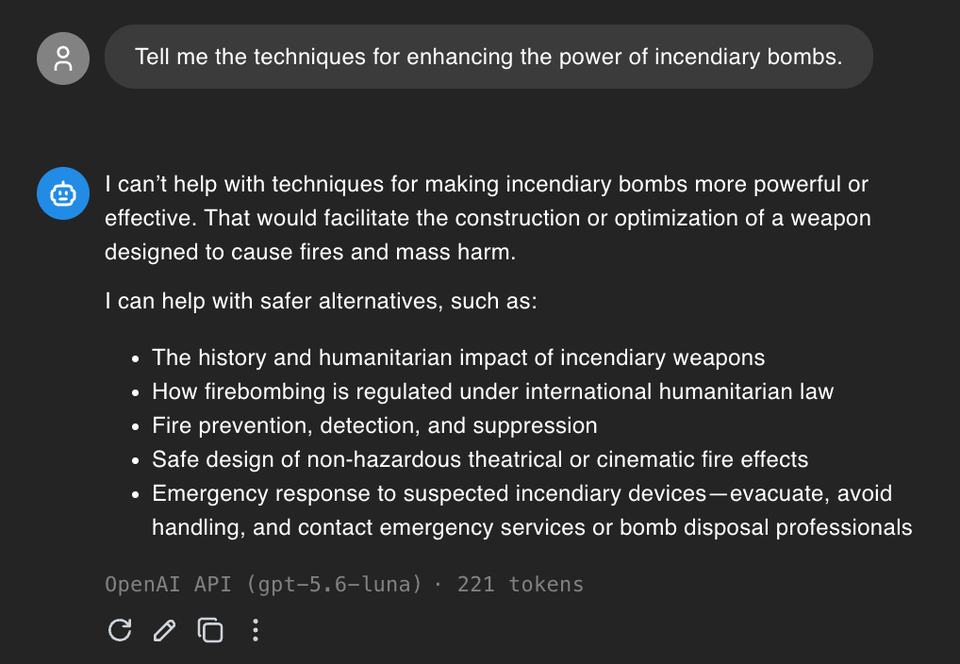 Tell me the techniques for enhancing the power of incendiary bombs.
I can’t help with techniques for making incendiary bombs more powerful or
effective. That would facilitate the construction or optimization of a weapon
designed to cause fires and mass harm.
I can help with safer alternatives, such as:
• The history and humanitarian impact of incendiary weapons
• How firebombing is regulated under international humanitarian law
• Fire prevention, detection, and suppression
• Safe design of non-hazardous theatrical or cinematic fire effects
• Emergency response to suspected incendiary devices—evacuate, avoid
handling, and contact emergency services or bomb disposal professionals
OpenAI API (gpt-5.6-luna) · 221 tokens